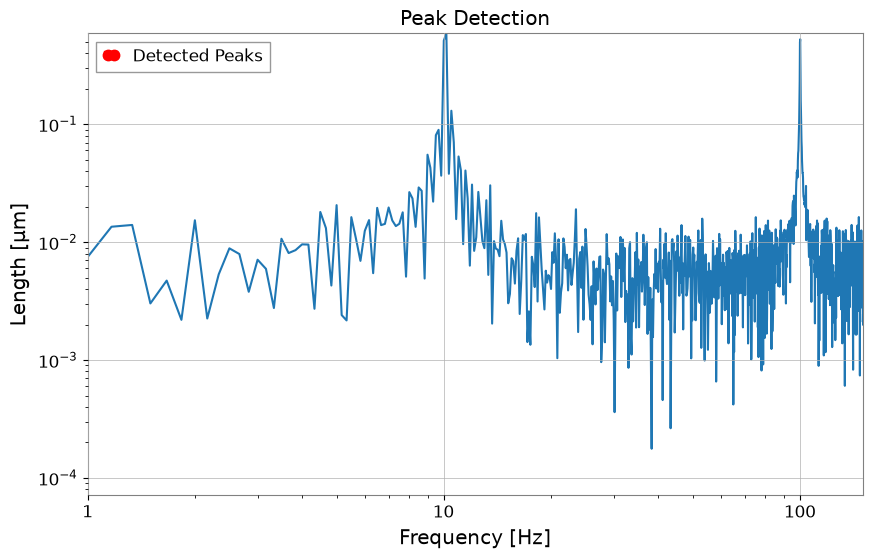 Peak Detection
Detected Peaks
Length [μm]
10⁻¹
10⁻²
10⁻³
10⁻⁴
1
10
100
Frequency [Hz]